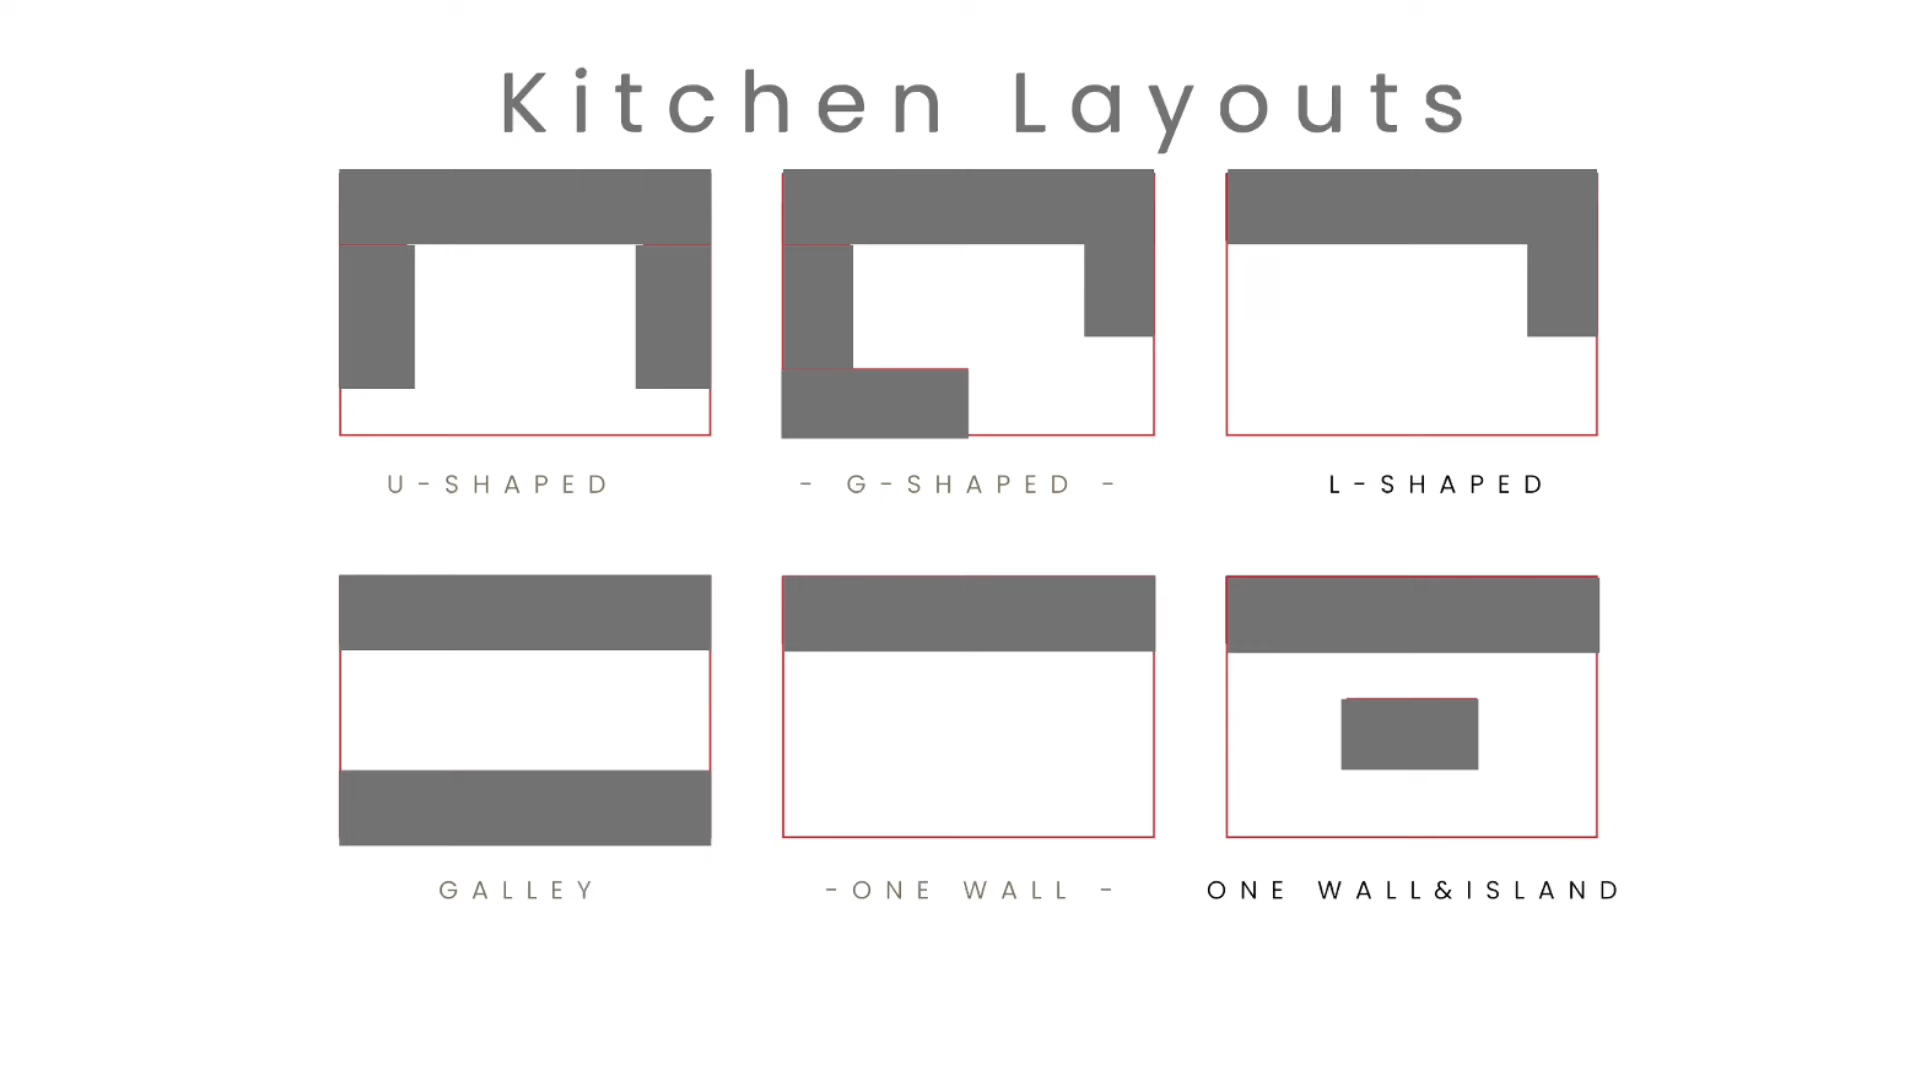 Kitchen Layouts
U-SHAPED
- G-SHAPED -
L-SHAPED
GALLEY
-ONE WALL -
ONE WALL&ISLAND